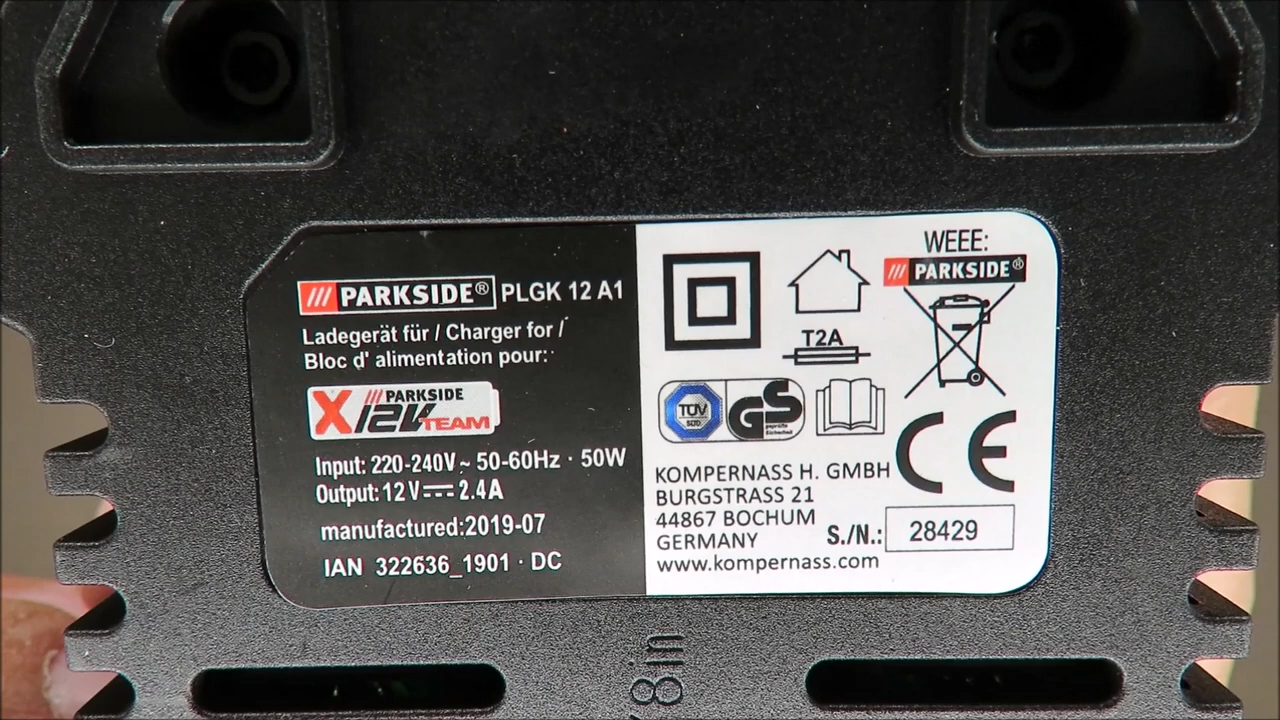 PARKSIDE® PLGK 12 A1
Ladegerät für / Charger for /
Bloc d' alimentation pour:
X12V PARKSIDE TEAM
Input: 220-240V ~ 50-60Hz · 50W
Output: 12 V⎓ 2.4A
manufactured:2019-07
IAN 322636_1901 · DC
WEEE:
PARKSIDE®
T2A
TÜV SÜD
GS geprüfte Sicherheit
CE
KOMPERNASS H. GMBH
BURGSTRASS 21
44867 BOCHUM
GERMANY
www.kompernass.com
S./N.: 28429
8in